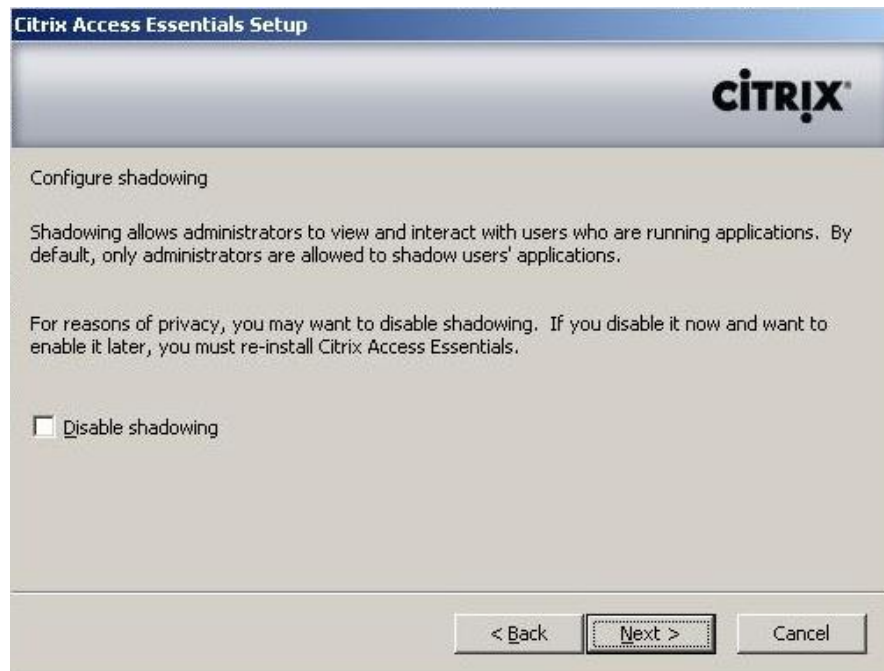 Citrix Access Essentials Setup
CİTRIX
Configure shadowing
Shadowing allows administrators to view and interact with users who are running applications.  By
default, only administrators are allowed to shadow users' applications.
For reasons of privacy, you may want to disable shadowing.  If you disable it now and want to
enable it later, you must re-install Citrix Access Essentials.
Disable shadowing
< Back
Next >
Cancel